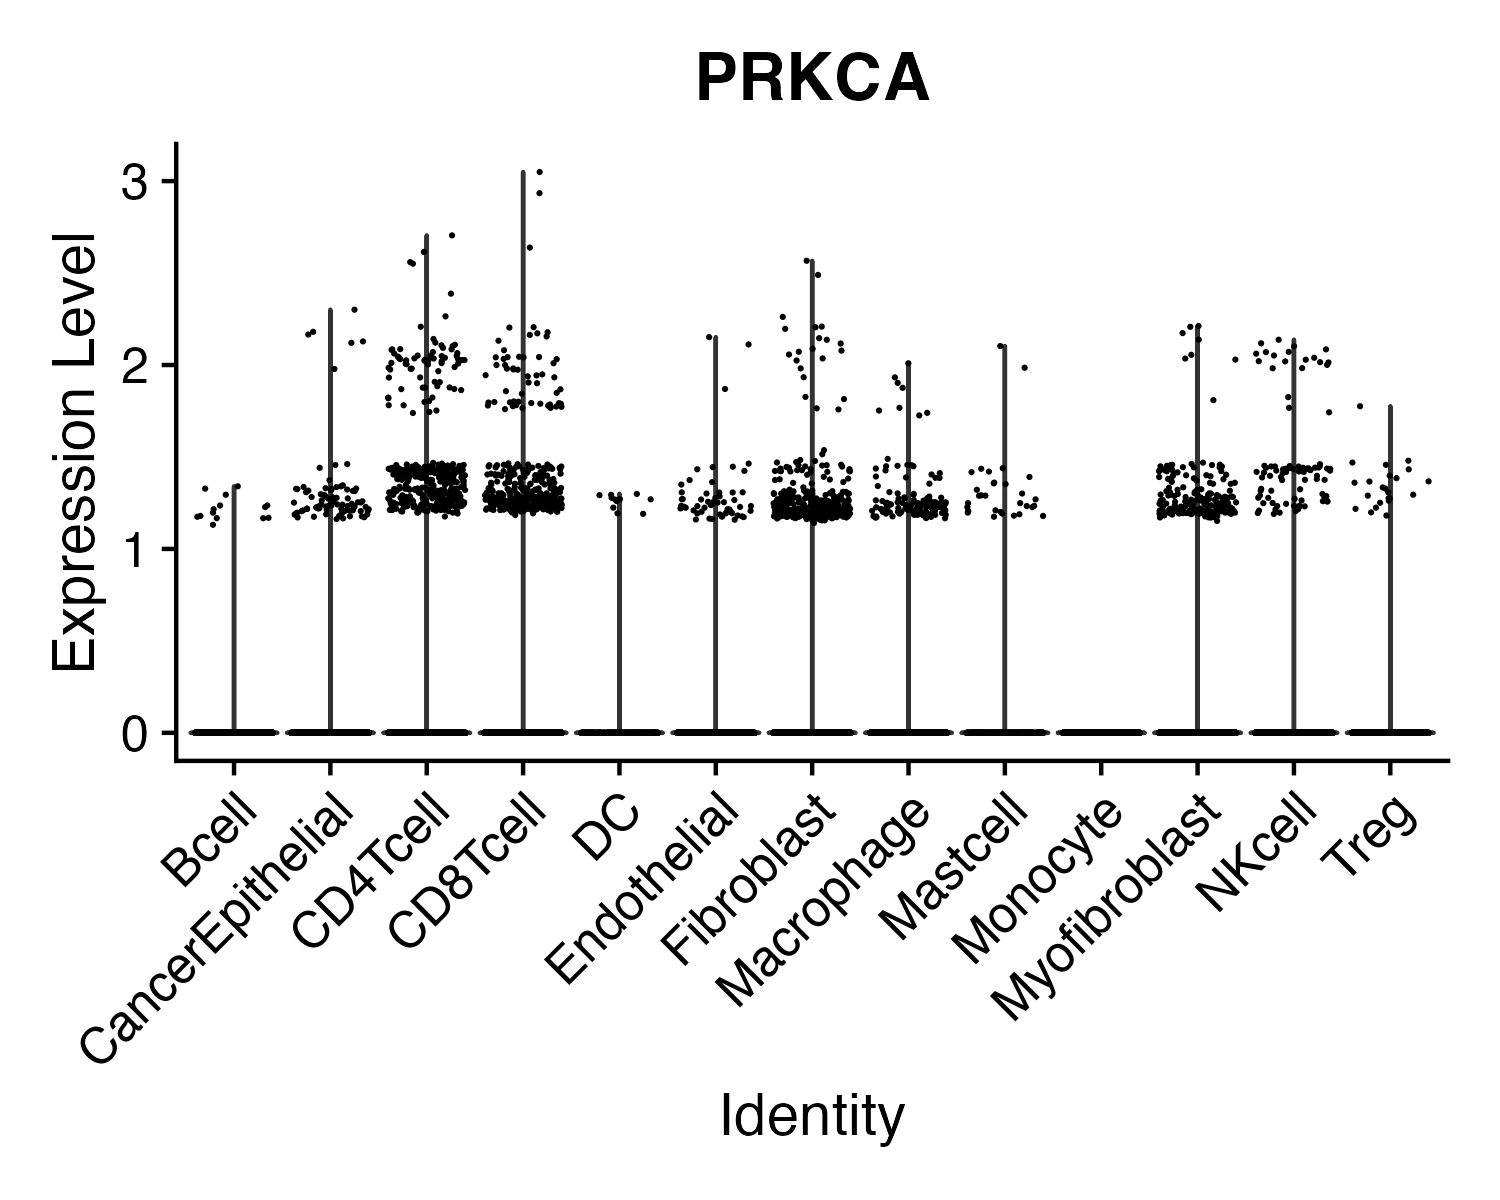 PRKCA
Expression Level
3
2
1
0
Bcell
CancerEpithelial
CD4Tcell
CD8Tcell
DC
Endothelial
Fibroblast
Macrophage
Mastcell
Monocyte
Myofibroblast
NKcell
Treg
Identity